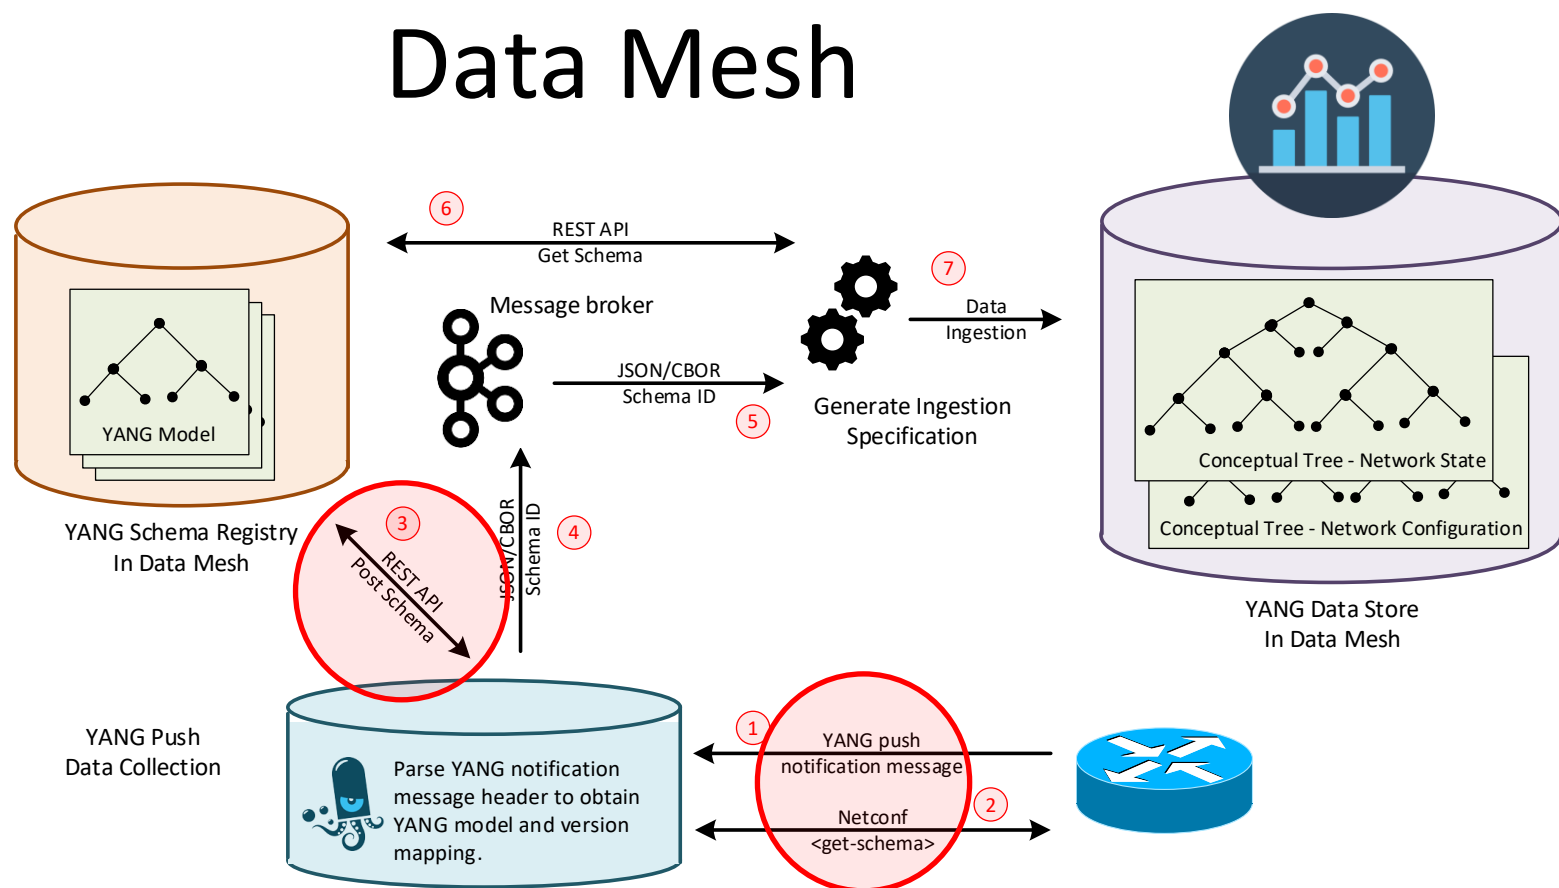 Data Mesh
6
REST API
Get Schema
7
Data
Ingestion
Message broker
JSON/CBOR
Schema ID
5
Generate Ingestion
Specification
YANG Model
YANG Schema Registry
In Data Mesh
Conceptual Tree - Network State
Conceptual Tree - Network Configuration
YANG Data Store
In Data Mesh
3
REST API
Post Schema
JSON/CBOR
Schema ID
4
YANG Push
Data Collection
Parse YANG notification
message header to obtain
YANG model and version
mapping.
1
YANG push
notification message
2
Netconf
<get-schema>